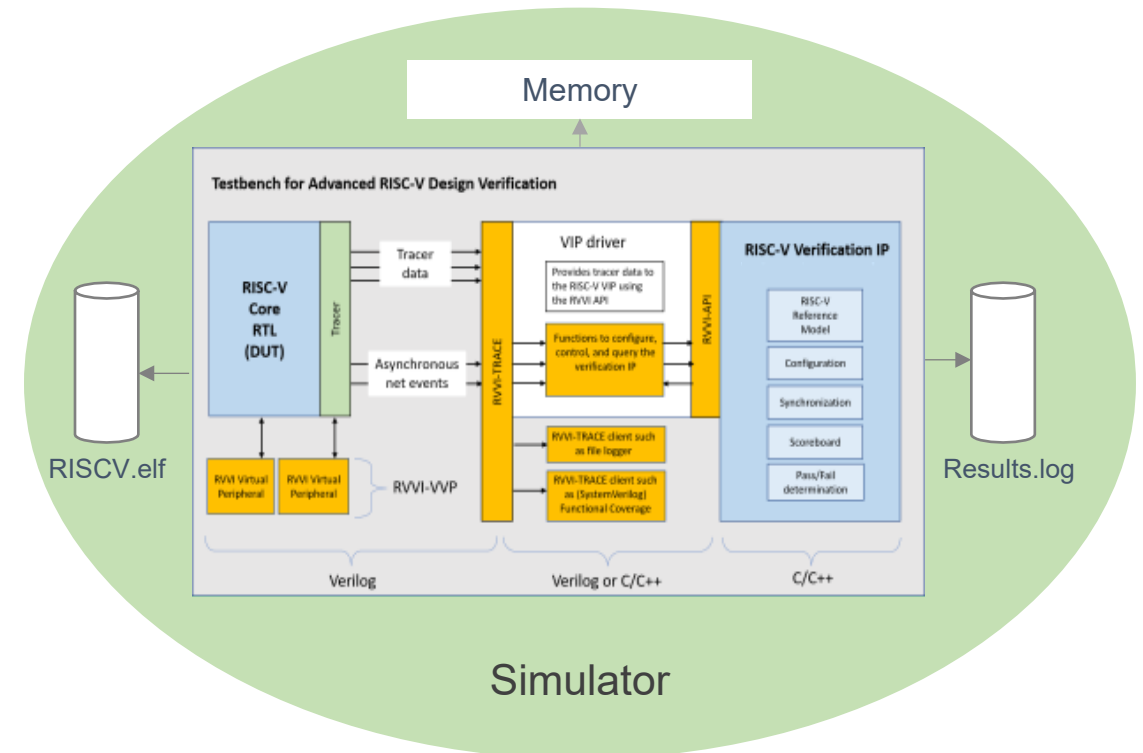 Memory
Testbench for Advanced RISC-V Design Verification
RISC-V
Core
RTL
(DUT)
Tracer
Tracer
data
Asynchronous
net events
RVVI-TRACE
VIP driver
Provides tracer data to
the RISC-V VIP using
the RVVI API
Functions to configure,
control, and query the
verification IP
RVVI-API
RISC-V Verification IP
RISC-V
Reference
Model
Configuration
Synchronization
Scoreboard
Pass/Fail
determination
RVVI-TRACE client such
as file logger
RVVI-TRACE client such
as (SystemVerilog)
Functional Coverage
RVVI Virtual
Peripheral
RVVI Virtual
Peripheral
RVVI-VVP
Verilog
Verilog or C/C++
C/C++
RISCV.elf
Results.log
Simulator